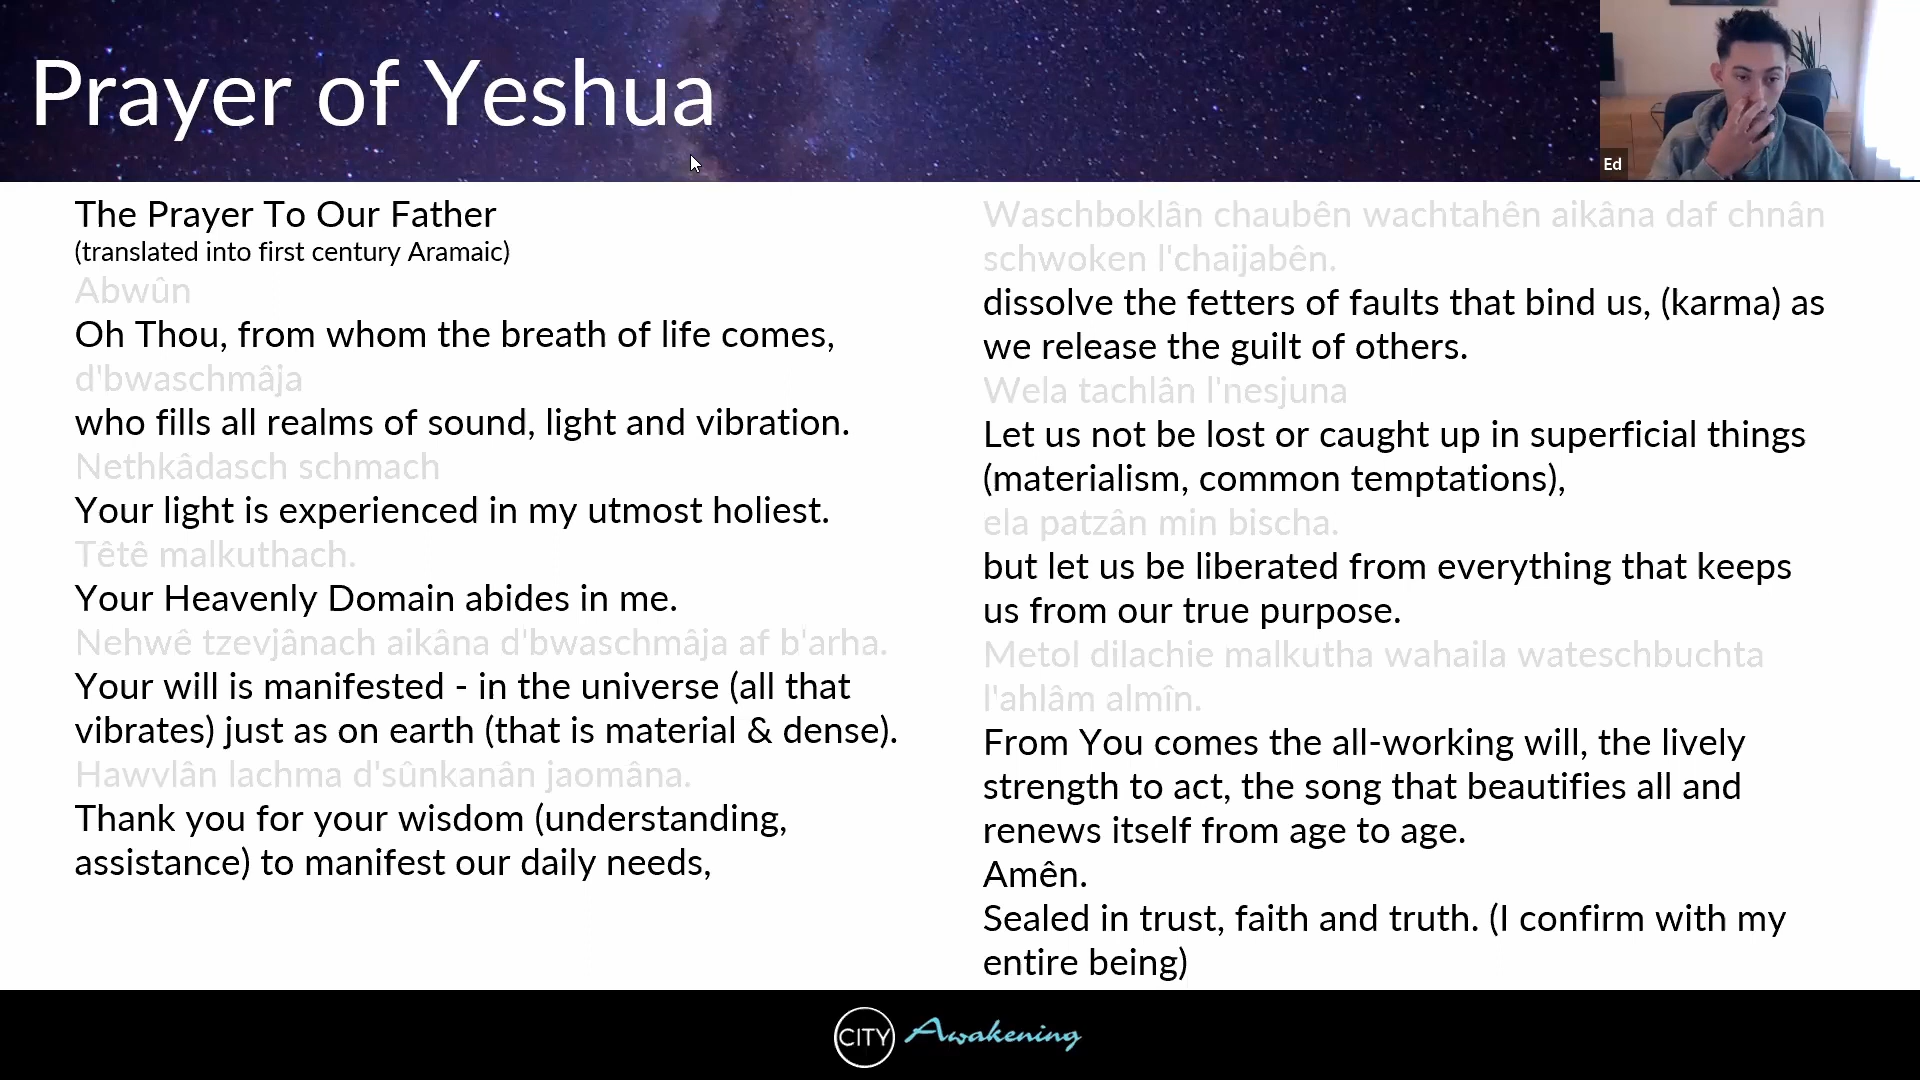 Prayer of Yeshua
Ed
The Prayer To Our Father
(translated into first century Aramaic)
Abwûn
Oh Thou, from whom the breath of life comes,
d'bwaschmâja
who fills all realms of sound, light and vibration.
Nethkâdasch schmach
Your light is experienced in my utmost holiest.
Têtê malkuthach.
Your Heavenly Domain abides in me.
Nehwê tzevjânach aikâna d'bwaschmâja af b'arha.
Your will is manifested - in the universe (all that
vibrates) just as on earth (that is material & dense).
Hawvlân lachma d'sûnkanân jaomâna.
Thank you for your wisdom (understanding,
assistance) to manifest our daily needs,
Waschboklân chaubên wachtahên aikâna daf chnân
schwoken l'chaijabên.
dissolve the fetters of faults that bind us, (karma) as
we release the guilt of others.
Wela tachlân l'nesjuna
Let us not be lost or caught up in superficial things
(materialism, common temptations),
ela patzân min bischa.
but let us be liberated from everything that keeps
us from our true purpose.
Metol dilachie malkutha wahaila wateschbuchta
l'ahlâm almîn.
From You comes the all-working will, the lively
strength to act, the song that beautifies all and
renews itself from age to age.
Amên.
Sealed in trust, faith and truth. (I confirm with my
entire being)
CITY Awakening